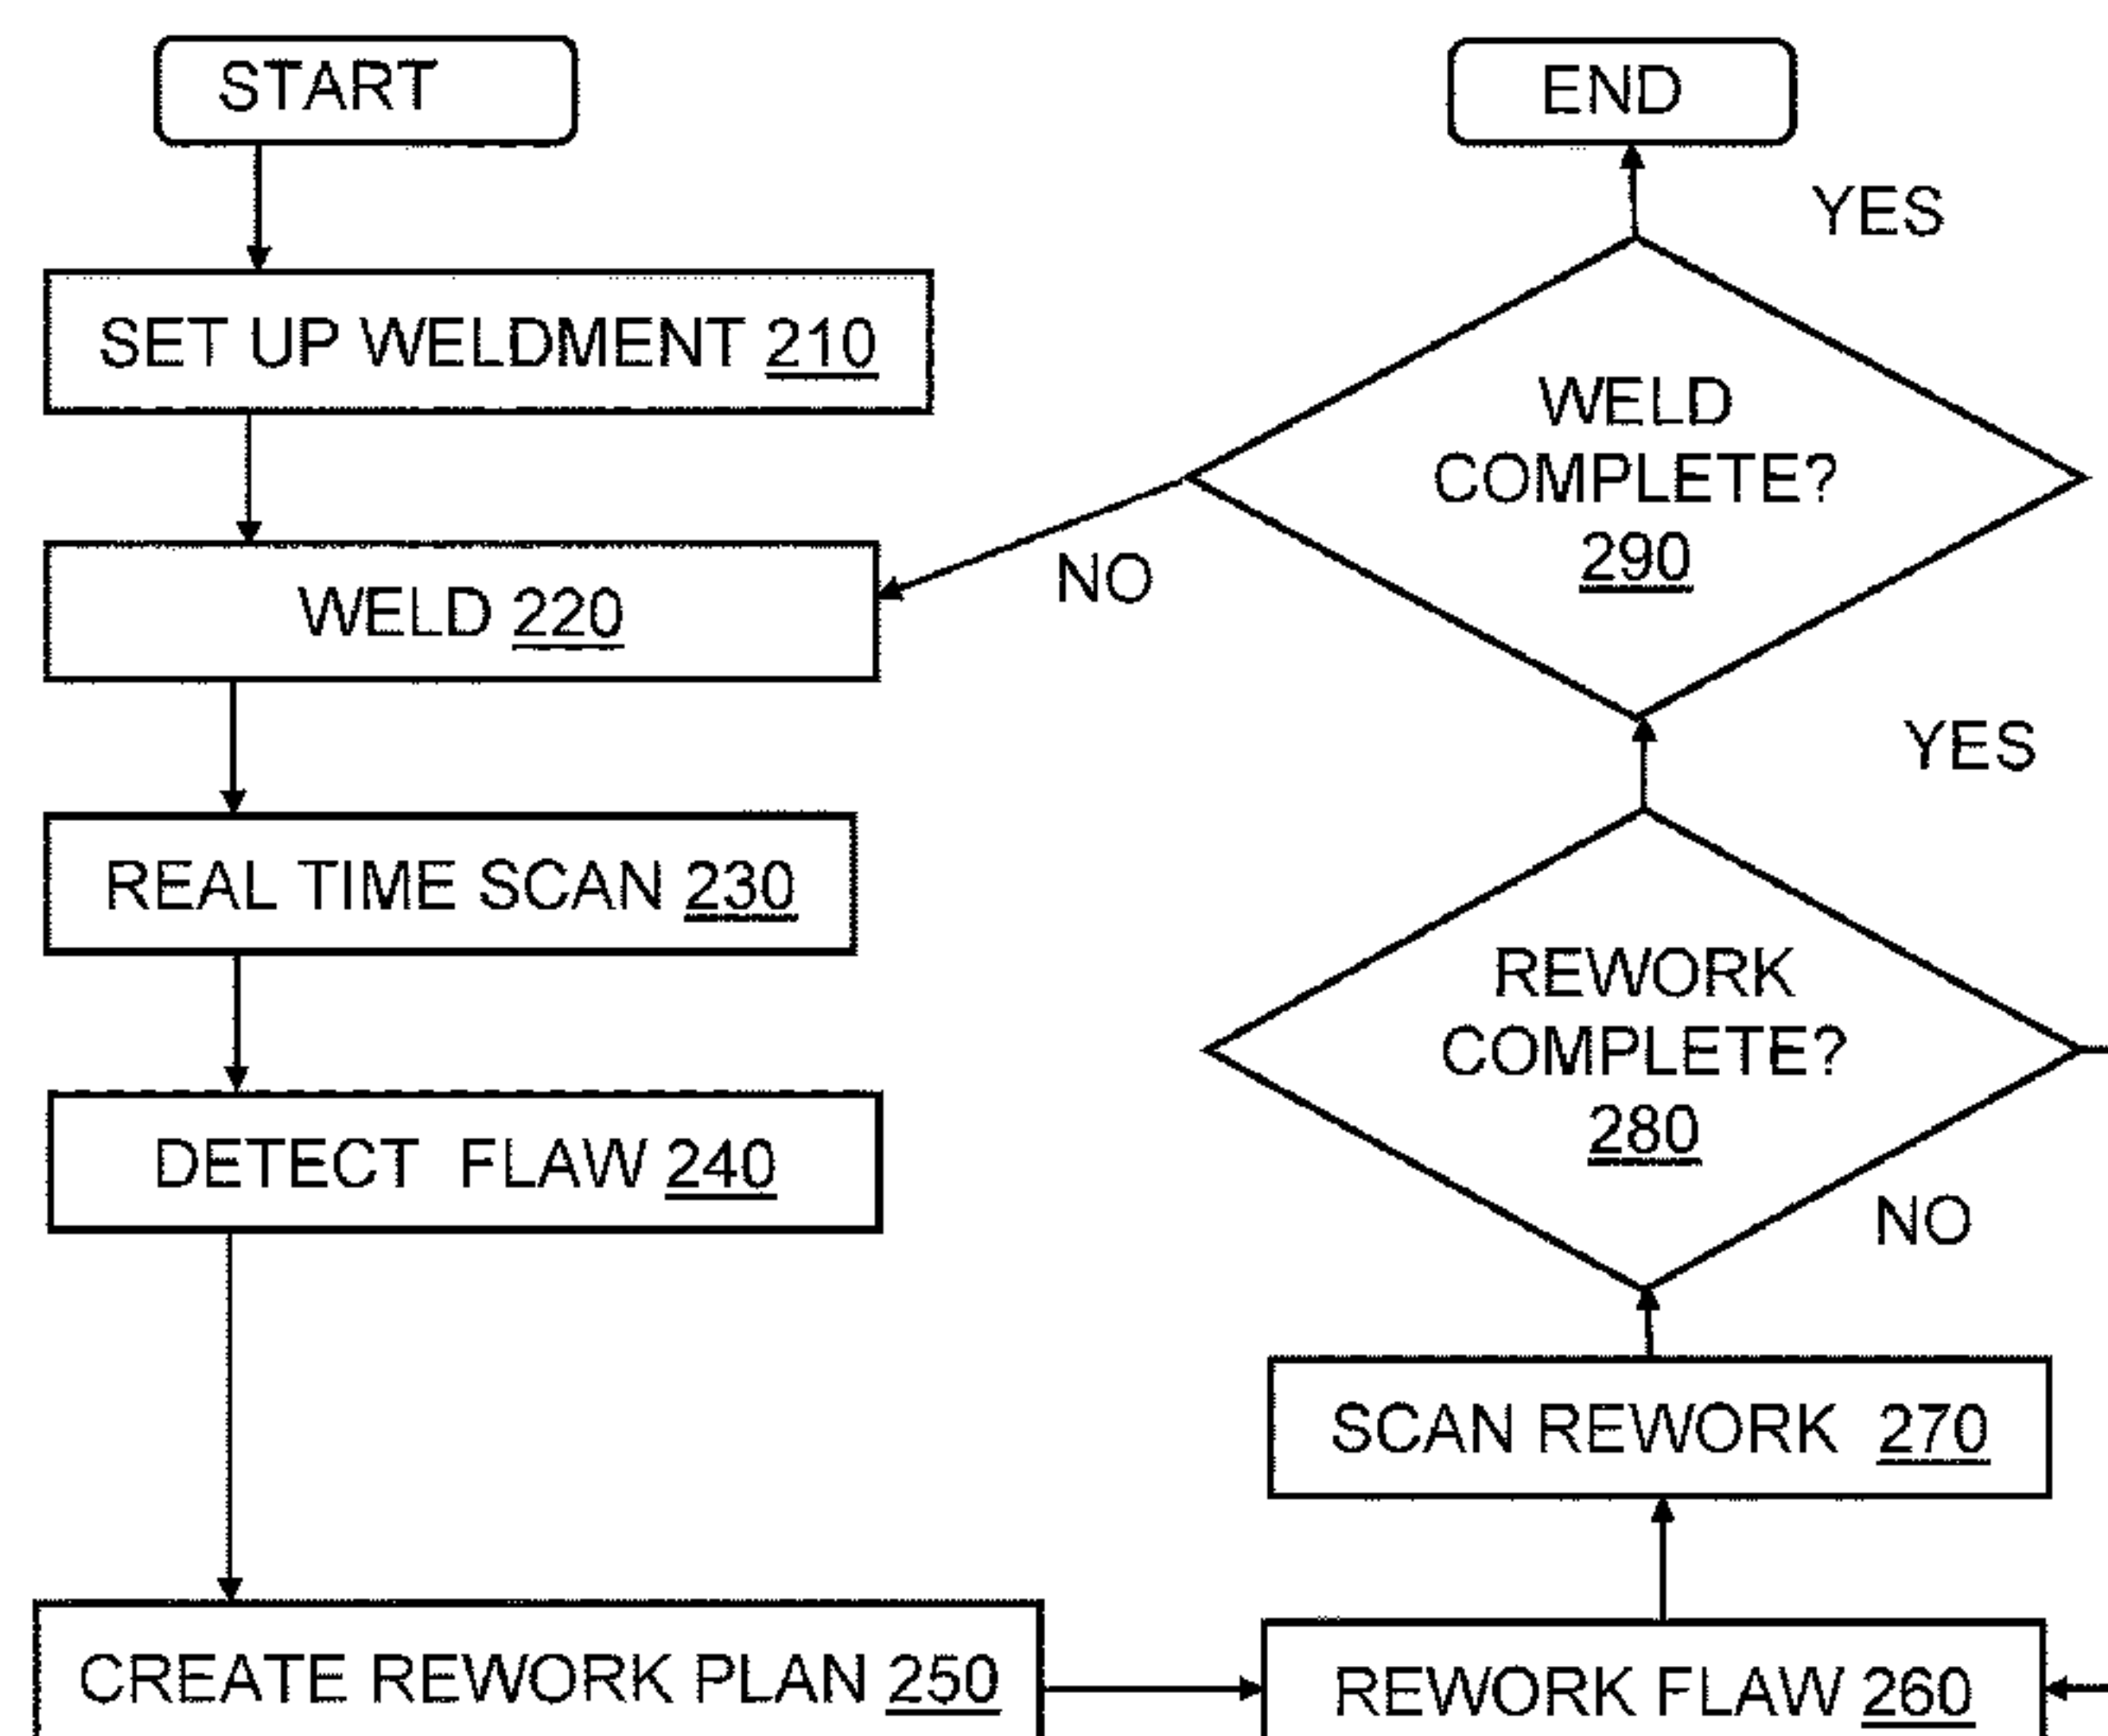 START
SET UP WELDMENT 210
WELD 220
REAL TIME SCAN 230
DETECT FLAW 240
CREATE REWORK PLAN 250
REWORK FLAW 260
SCAN REWORK 270
NO
REWORK
COMPLETE?
280
YES
WELD
COMPLETE?
290
NO
YES
END